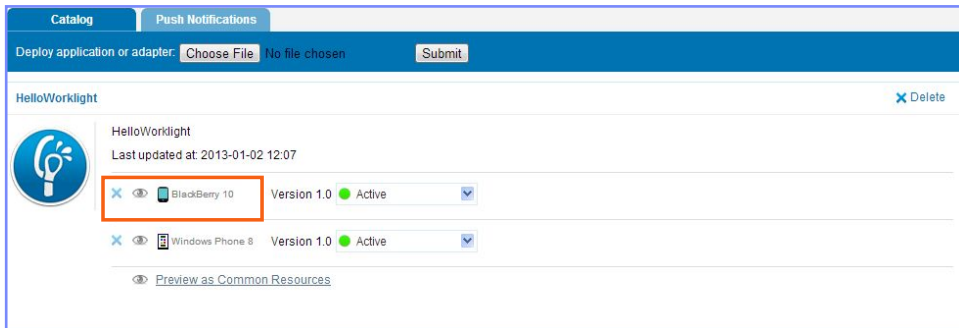 Catalog Push Notifications
Deploy application or adapter: Choose File No file chosen Submit
HelloWorklight Delete
HelloWorklight
Last updated at: 2013-01-02 12:07
BlackBerry 10 Version 1.0 Active
Windows Phone 8 Version 1.0 Active
Preview as Common Resources